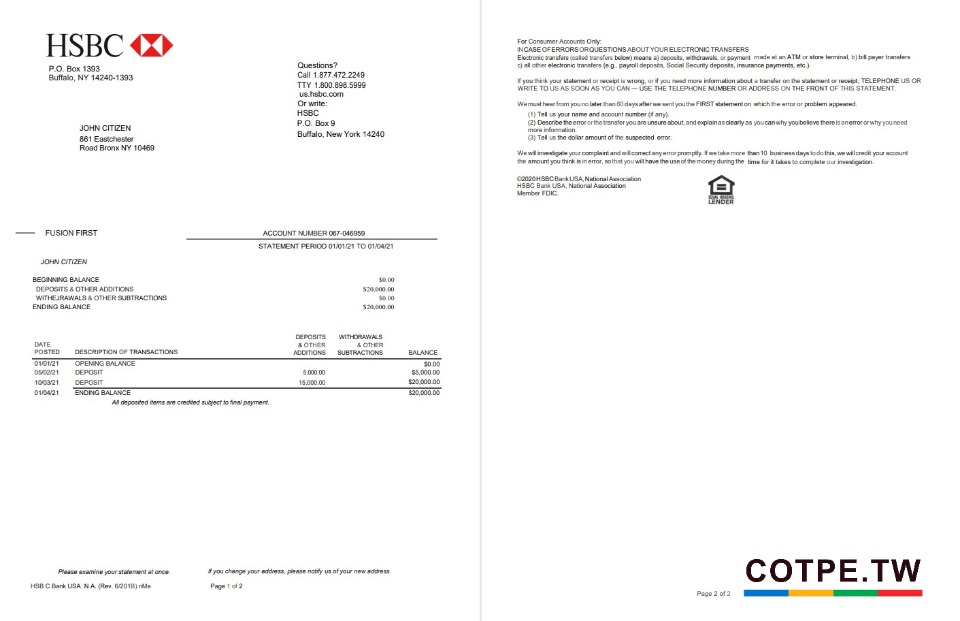 HSBC
P.O. Box 1393
Buffalo, NY 14240-1393
Questions?
Call 1.877.472.2249
TTY 1.800.898.5999
us.hsbc.com
Or write:
HSBC
P.O. Box 9
Buffalo, New York 14240
JOHN CITIZEN
861 Eastchester
Road Bronx NY 10469
FUSION FIRST
ACCOUNT NUMBER 067-046959
STATEMENT PERIOD 01/01/21 TO 01/04/21
JOHN CITIZEN
BEGINNING BALANCE $0.00
DEPOSITS & OTHER ADDITIONS $20,000.00
WITHEJRAWALS & OTHER SUBTRACTIONS $0.00
ENDING BALANCE $20,000.00
DATE POSTED DESCRIPTION OF TRANSACTIONS DEPOSITS & OTHER ADDITIONS WITHDRAWALS & OTHER SUBTRACTIONS BALANCE
01/01/21 OPENING BALANCE $0.00
05/02/21 DEPOSIT 5,000.00 $5,000.00
10/03/21 DEPOSIT 15,000.00 $20,000.00
01/04/21 ENDING BALANCE $20,000.00
All deposited items are credited subject to final payment.
Please examine your statement at once. If you change your address, please notify us of your new address.
HSB C Bank USA. N A. (Rev. 6/201B) nMe Page 1 of 2
For Consumer Accounts Only:
IN CASE OF ERRORS OR QUESTIONS ABOUT YOUR ELECTRONIC TRANSFERS
Electronic transfers (called transfers below) means a) deposits, withdrawals, or payment made at an ATM or store terminal, b) bill payer transfers
c) all other electronic transfers (e.g. payroll deposits, Social Security deposits, insurance payments, etc.).
If you think your statement or receipt is wrong, or if you need more information about a transfer on the statement or receipt, TELEPHONE US OR
WRITE TO US AS SOON AS YOU CAN — USE THE TELEPHONE NUMBER OR ADDRESS ON THE FRONT OF THIS STATEMENT.
We must hear from you no later than 60 days after we sent you the FIRST statement on which the error or problem appeared.
(1) Tell us your name and account number (if any).
(2) Describe the error or the transfer you are unsure about, and explain as clearly as you can why you believe there is an error or why you need
more information.
(3) Tell us the dollar amount of the suspected error.
We will investigate your complaint and will correct any error promptly. If we take more than 10 business days to do this, we will credit your account
the amount you think is in error, so that you will have the use of the money during the time for it takes to complete our investigation.
©2020 HSBC Bank USA, National Association
HSBC Bank USA, National Association
Member FDIC.
EQUAL HOUSING
LENDER
COTPE.TW
Page 2 of 2